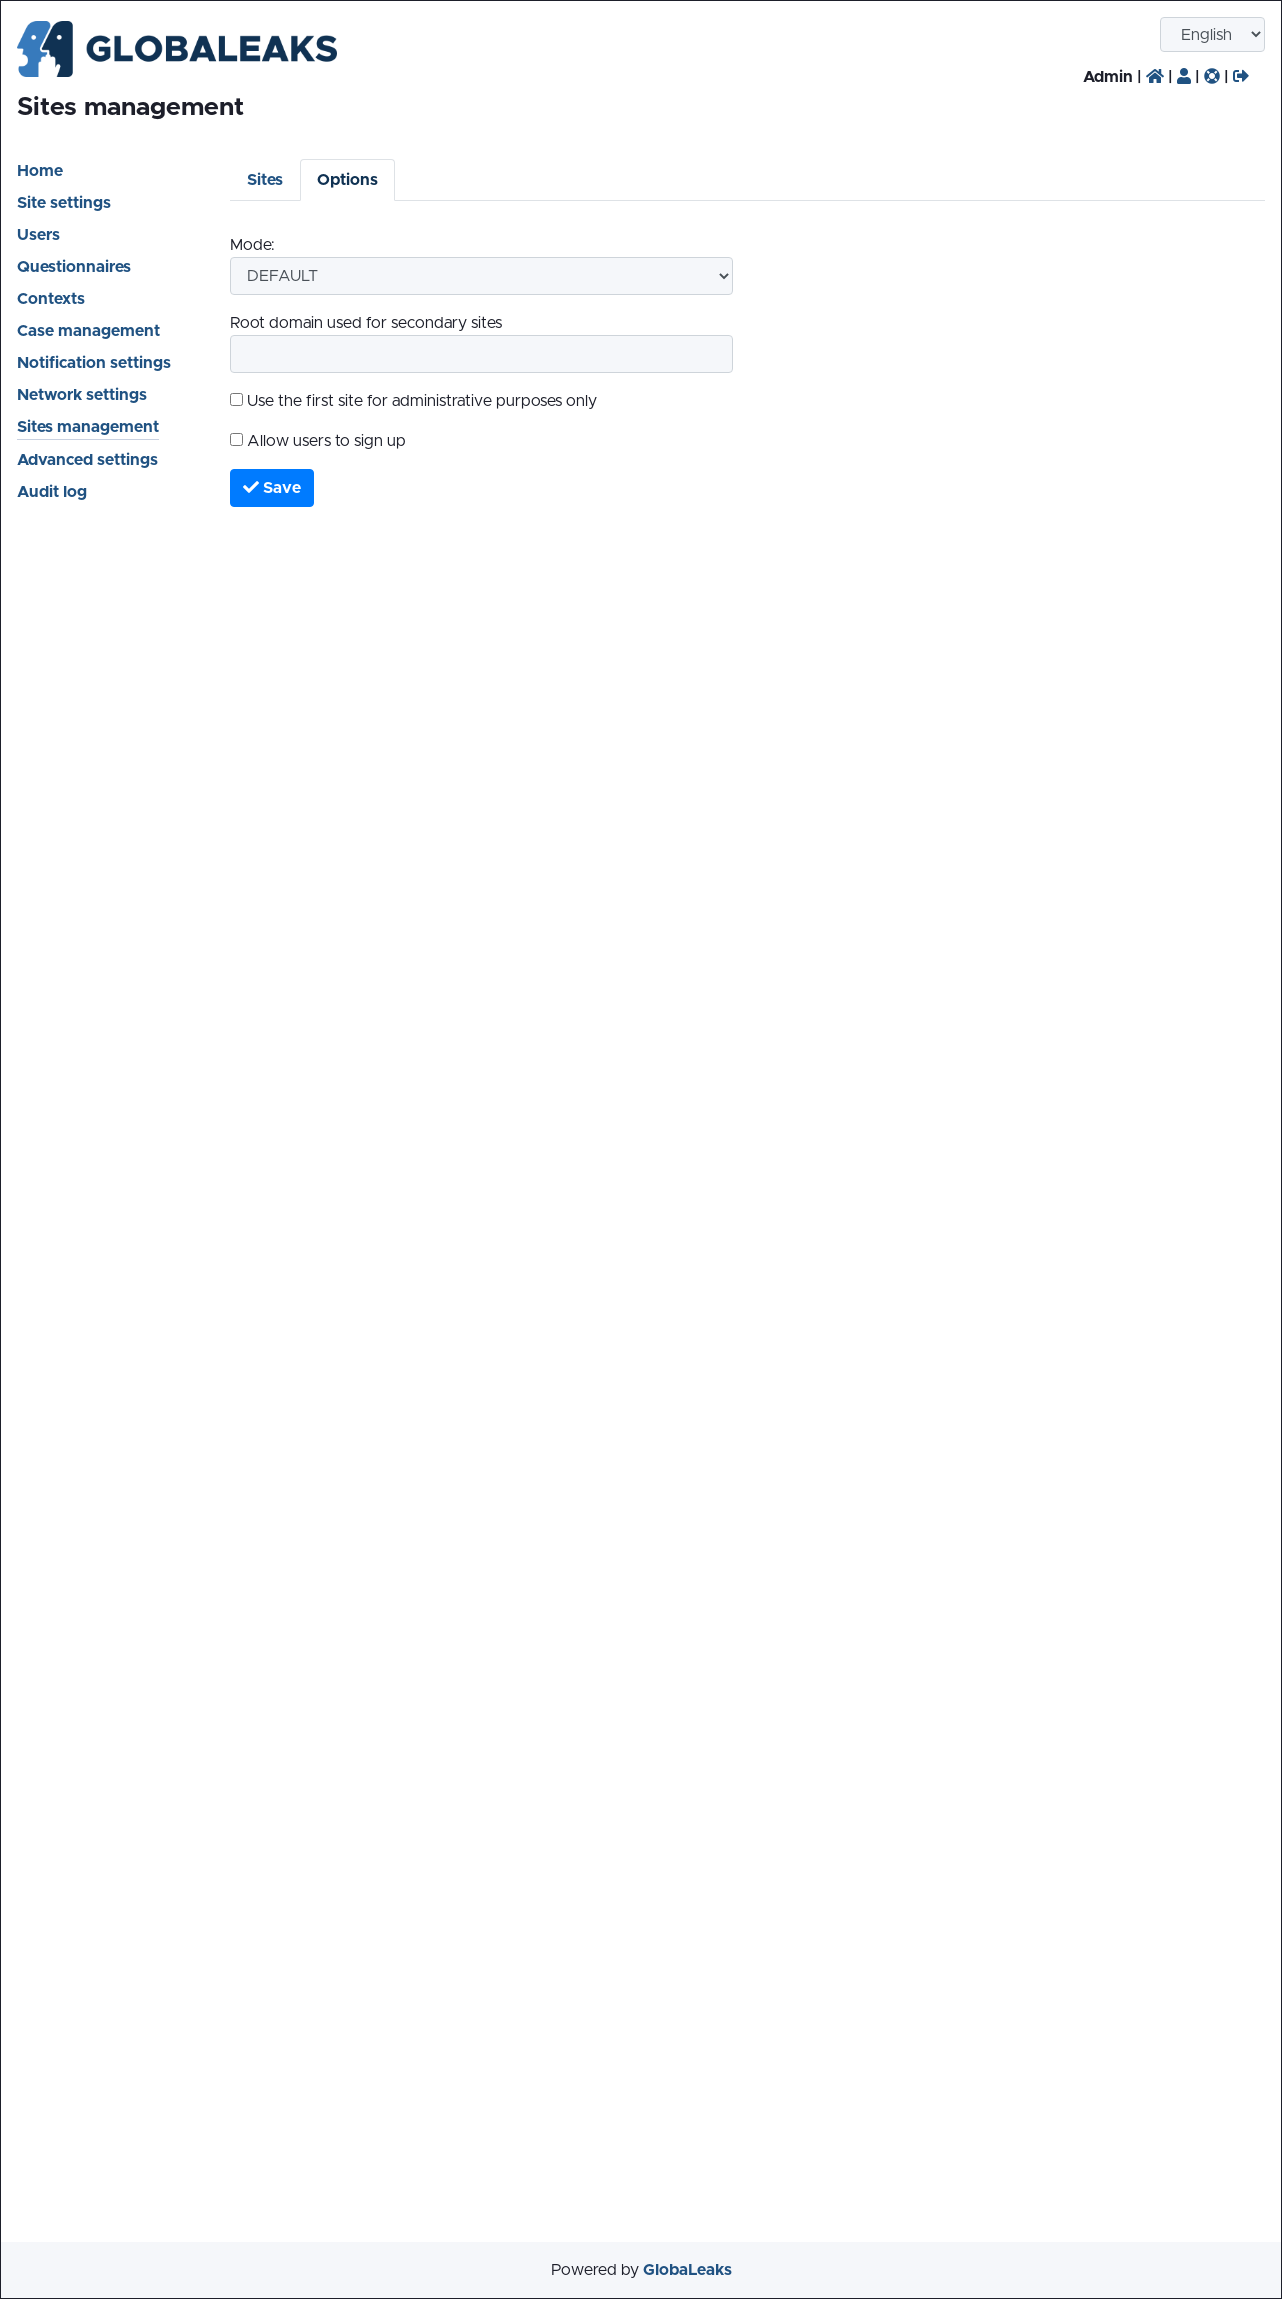 GLOBALEAKS
English
Admin | | | |
Sites management
Home
Site settings
Users
Questionnaires
Contexts
Case management
Notification settings
Network settings
Sites management
Advanced settings
Audit log
Sites
Options
Mode:
DEFAULT
Root domain used for secondary sites
Use the first site for administrative purposes only
Allow users to sign up
Save
Powered by GlobaLeaks